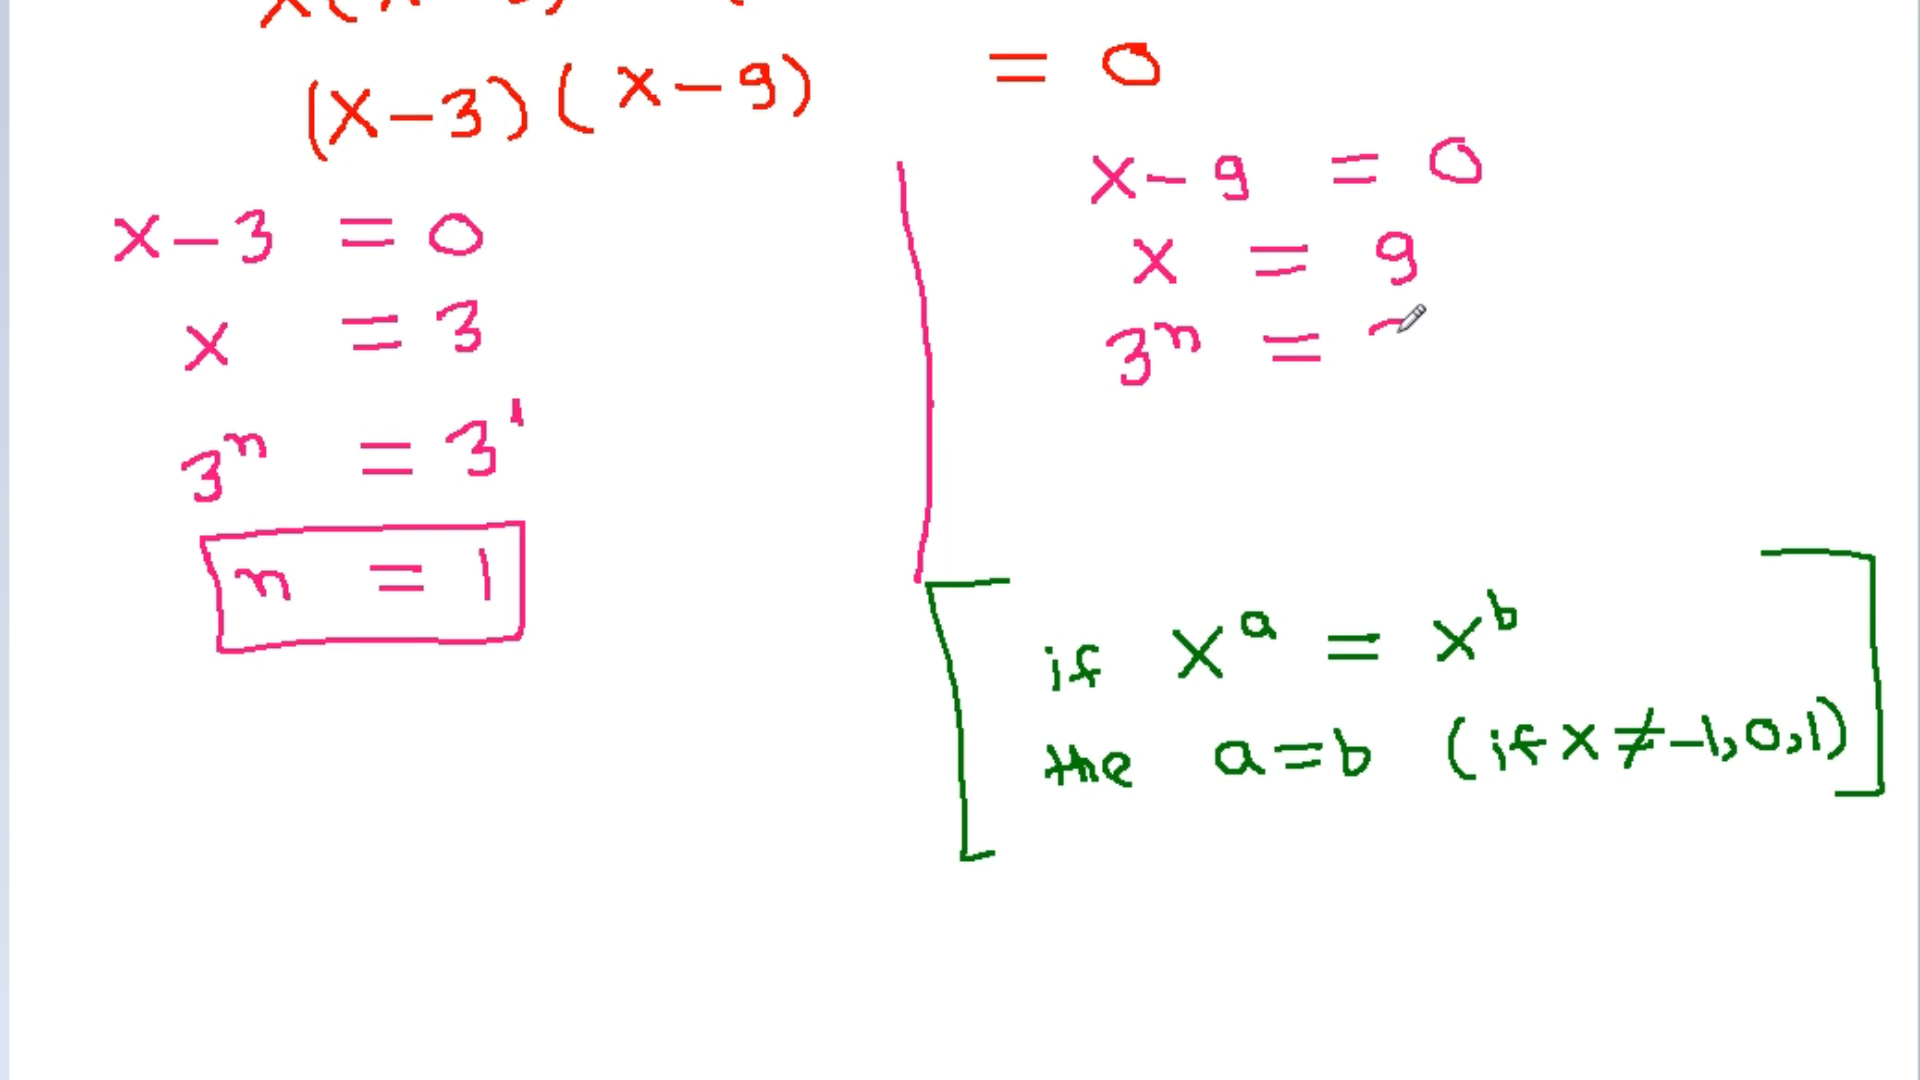 (x-3)(x-9) = 0
x-3 = 0
x = 3
3ⁿ = 3¹
n = 1
x-9 = 0
x = 9
3ⁿ =
if xᵃ = xᵇ
the a=b (if x≠-1,0,1)